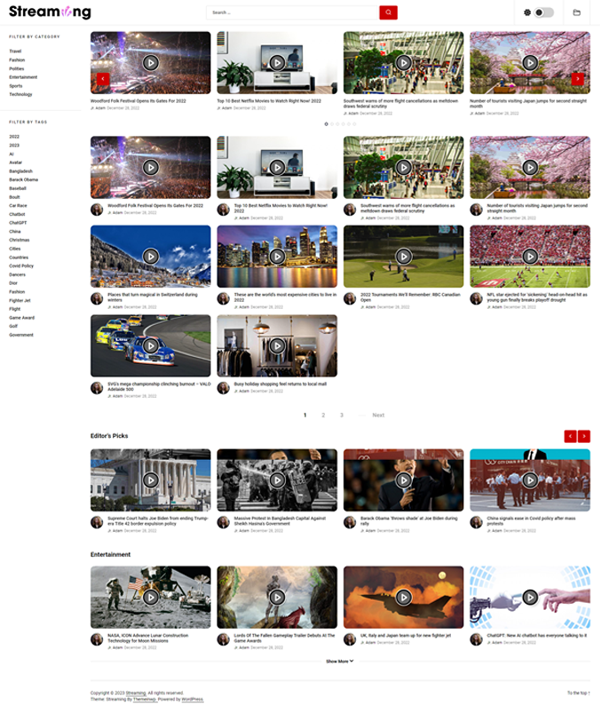 Streaming
Search ...
FILTER BY CATEGORY
Travel
Fashion
Politics
Entertainment
Sports
Technology
Woodford Folk Festival Opens Its Gates For 2022
Adam December 28, 2022
Top 10 Best Netflix Movies to Watch Right Now! 2022
Southwest warns of more flight cancellations as meltdown
draws federal scrutiny
Number of tourists visiting Japan jumps for second straight
month
FILTER BY TAGS
2022
2023
Ai
Avatar
Bangladesh
Barack Obama
Baseball
Boult
Car Race
Chatbot
ChatGPT
China
Christmas
Cities
Countries
Covid Policy
Dancers
Dior
Fashion
Fighter Jet
Flight
Game Award
Golf
Government
Woodford Folk Festival Opens Its Gates For 2022
Adam December 28, 2022
Top 10 Best Netflix Movies to Watch Right Now!
2022
Adam December 28, 2022
Southwest warns of more flight cancellations as
meltdown draws federal scrutiny
Adam December 28, 2022
Number of tourists visiting Japan jumps for
second straight month
Adam December 28, 2022
Places that turn magical in Switzerland during
winters
Adam December 28, 2022
These are the world's most expensive cities to live in
2022
Adam December 28, 2022
2022 Tournaments We'll Remember: RBC Canadian
Open
Adam December 28, 2022
NFL star ejected for 'sickening' head-on-head hit as
young gun finally breaks playoff drought
Adam December 28, 2022
SVG's mega championship clinching burnout – VALO
Adelaide 500
Adam December 28, 2022
Busy holiday shopping feet returns to local mall
Adam December 28, 2022
1 2 3 ... Next
Editor's Picks
Supreme Court halts Joe Biden from ending Trump-
era Title 42 border expulsion policy
Adam December 28, 2022
Massive Protest in Bangladesh Capital Against
Sheikh Hasina's Government
Adam December 28, 2022
Barack Obama 'throws shade' at Joe Biden during
rally
Adam December 28, 2022
China signals ease in Covid policy after mass
protests
Adam December 28, 2022
Entertainment
NASA, ICON Advance Lunar Construction
Technology for Moon Missions
Adam December 28, 2022
Lords Of The Fallen Gameplay Trailer Debuts At The
Game Awards
Adam December 28, 2022
UK, Italy and Japan team up for new fighter jet
Adam December 28, 2022
ChatGPT: New AI chatbot has everyone talking to it
Adam December 28, 2022
Show More
Copyright © 2023 Streaming. All rights reserved.
Theme: Streaming By Themeinwp. Powered by WordPress.
To the top ↑